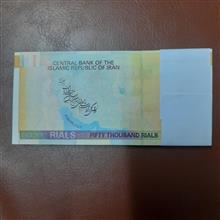 CENTRAL BANK OF THE
ISLAMIC REPUBLIC OF IRAN
RIALS
FIFTY THOUSAND RIALS